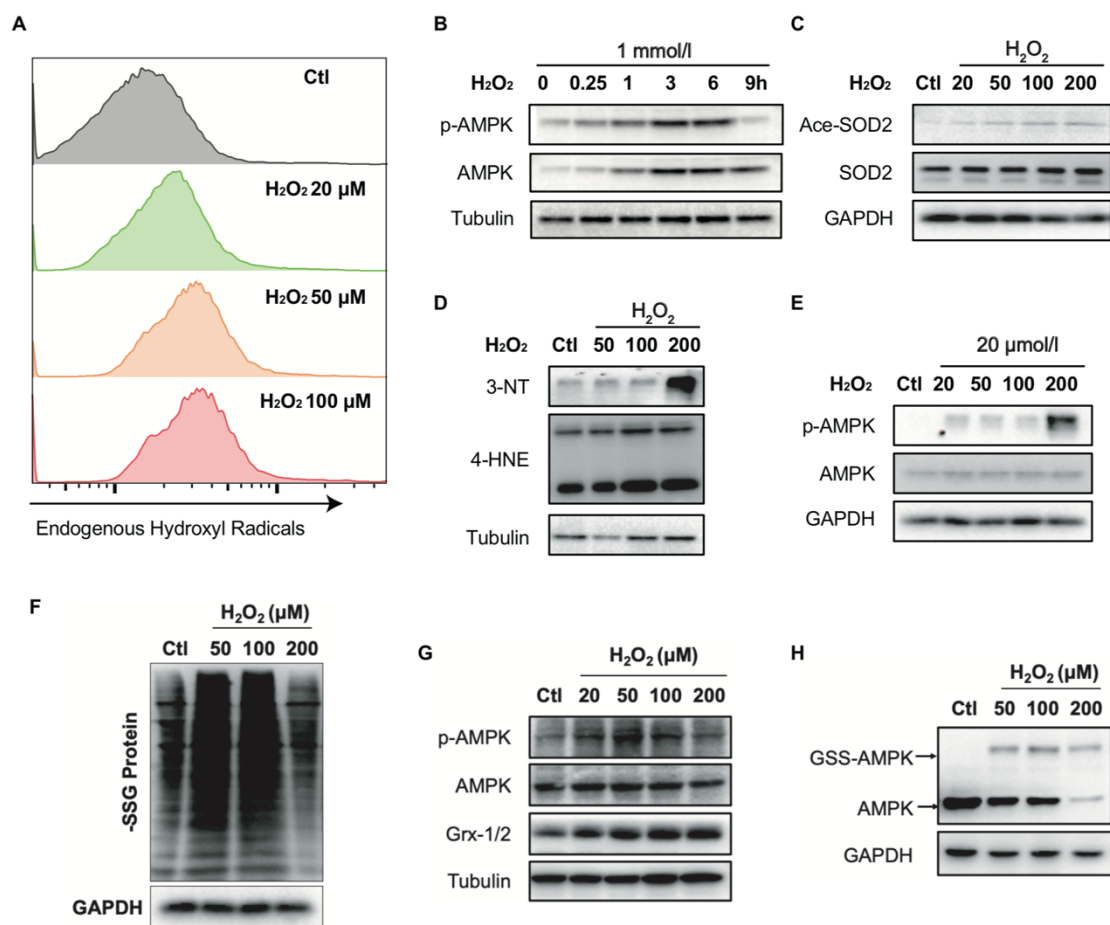 A
Ctl
H₂O₂ 20 µM
H₂O₂ 50 µM
H₂O₂ 100 µM
Endogenous Hydroxyl Radicals
B
1 mmol/l
H₂O₂ 0 0.25 1 3 6 9h
p-AMPK
AMPK
Tubulin
C
H₂O₂
Ctl 20 50 100 200
Ace-SOD2
SOD2
GAPDH
D
H₂O₂
H₂O₂ Ctl 50 100 200
3-NT
4-HNE
Tubulin
E
20 µmol/l
H₂O₂ Ctl 20 50 100 200
p-AMPK
AMPK
GAPDH
F
H₂O₂ (µM)
Ctl 50 100 200
-SSG Protein
GAPDH
G
H₂O₂ (µM)
Ctl 20 50 100 200
p-AMPK
AMPK
Grx-1/2
Tubulin
H
H₂O₂ (µM)
Ctl 50 100 200
GSS-AMPK
AMPK
GAPDH